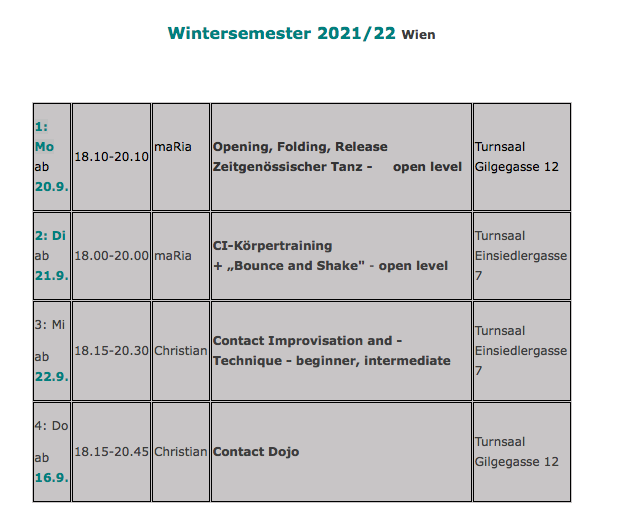 Wintersemester 2021/22 Wien
1:
Mo
ab
20.9.
18.10-20.10
maRia
Opening, Folding, Release
Zeitgenössischer Tanz - open level
Turnsaal
Gilgegasse 12
2: Di
ab
21.9.
18.00-20.00
maRia
CI-Körpertraining
+ „Bounce and Shake" - open level
Turnsaal
Einsiedlergasse
7
3: Mi
ab
22.9.
18.15-20.30
Christian
Contact Improvisation and -
Technique - beginner, intermediate
Turnsaal
Einsiedlergasse
7
4: Do
ab
16.9.
18.15-20.45
Christian
Contact Dojo
Turnsaal
Gilgegasse 12